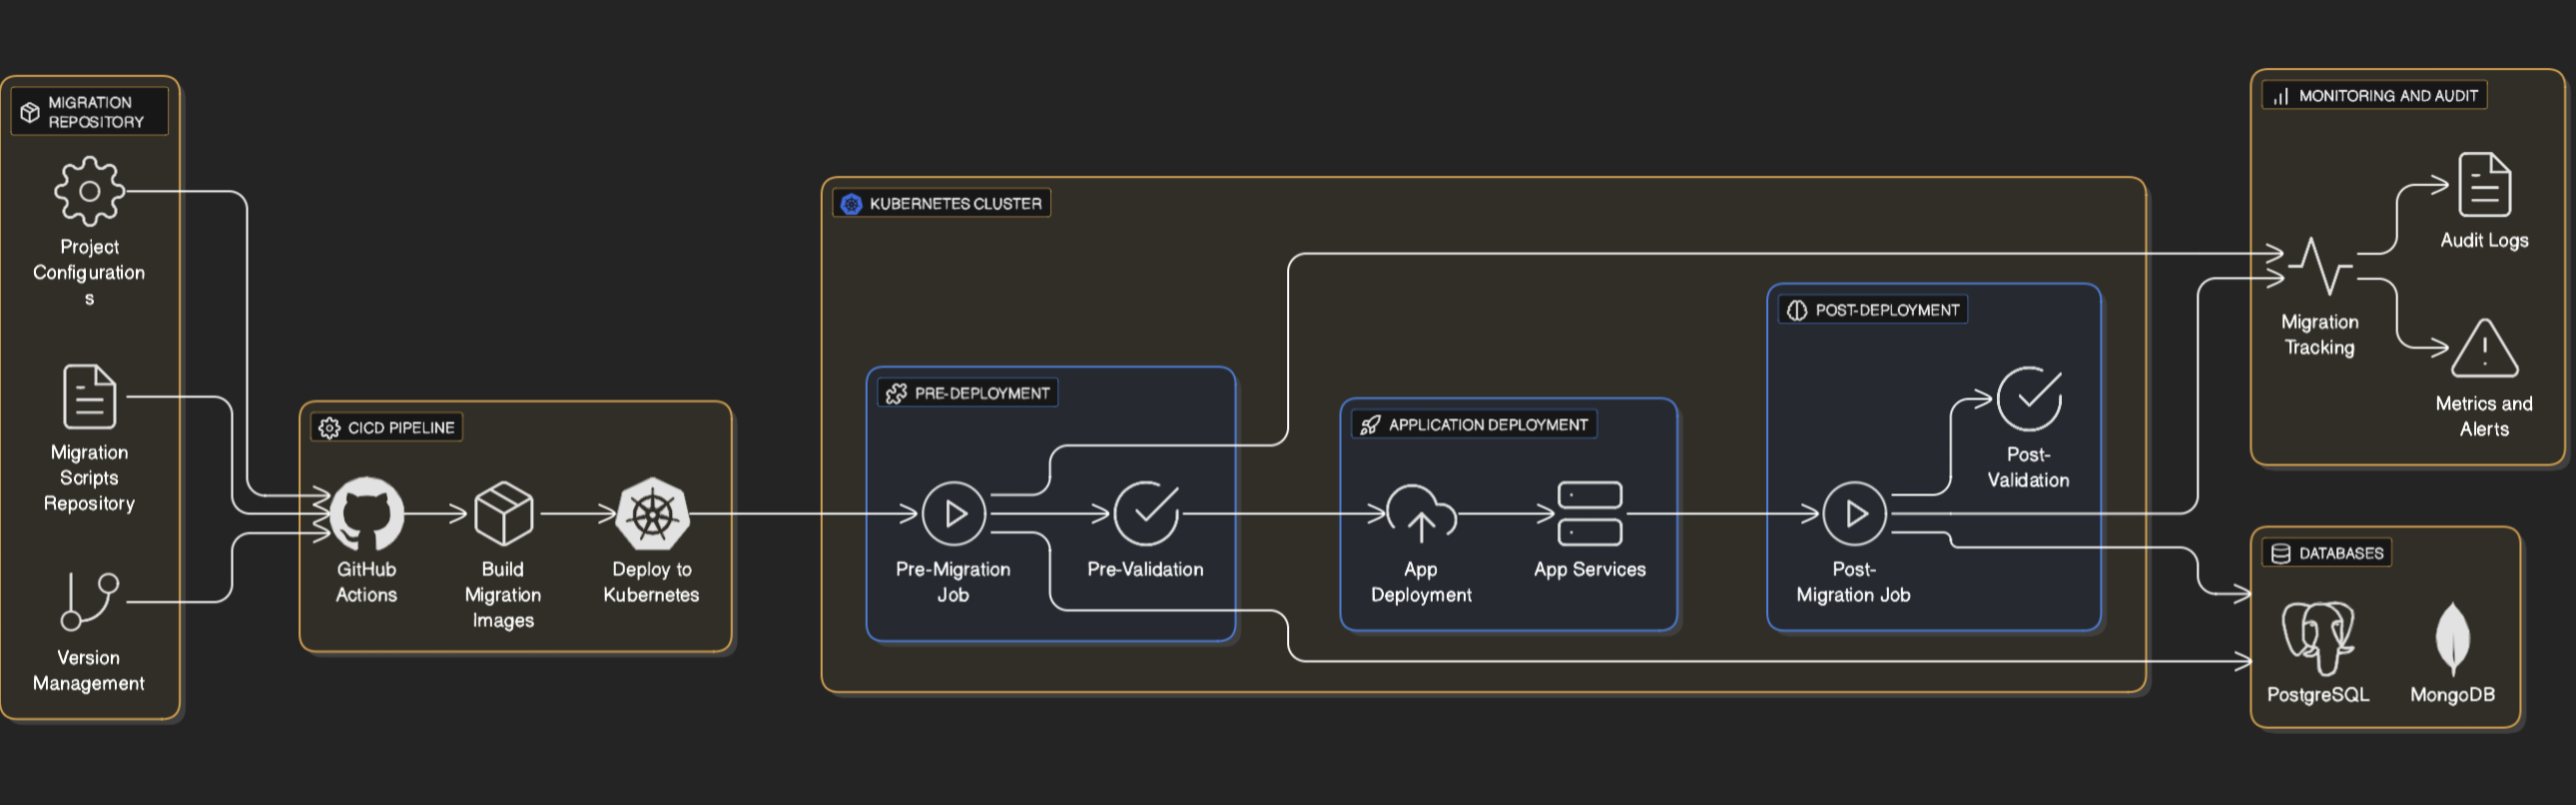 MIGRATION
REPOSITORY
Project
Configuration
s
Migration
Scripts
Repository
Version
Management
CICD PIPELINE
GitHub
Actions
Build
Migration
Images
Deploy to
Kubernetes
KUBERNETES CLUSTER
PRE-DEPLOYMENT
Pre-Migration
Job
Pre-Validation
APPLICATION DEPLOYMENT
App
Deployment
App Services
POST-DEPLOYMENT
Post-
Validation
Post-
Migration Job
MONITORING AND AUDIT
Audit Logs
Migration
Tracking
Metrics and
Alerts
DATABASES
PostgreSQL
MongoDB